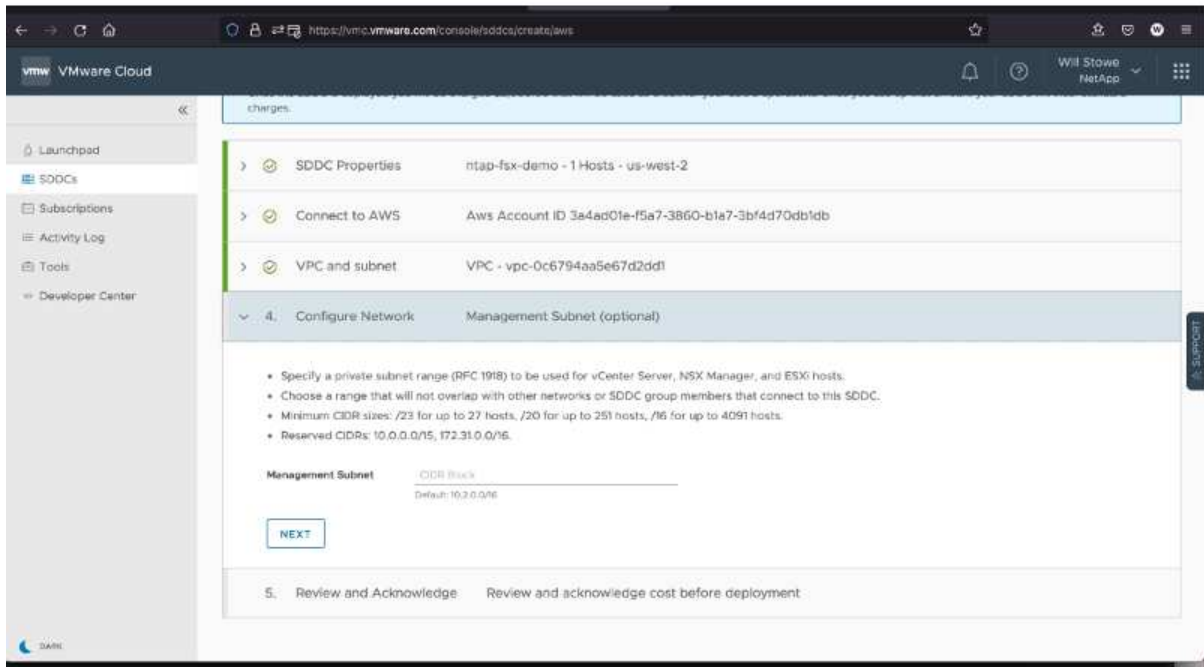 https://vmc.vmware.com/console/sddcs/create/aws
W
vmw VMware Cloud
Will Stowe
NetApp
charges.
Launchpad
SDDCs
Subscriptions
Activity Log
Tools
Developer Center
SDDC Properties ntap-fsx-demo - 1 Hosts - us-west-2
Connect to AWS Aws Account ID 3a4ad01e-f5a7-3860-b1a7-3bf4d70db1db
VPC and subnet VPC - vpc-0c6794aa5e67d2dd1
4. Configure Network Management Subnet (optional)
• Specify a private subnet range (RFC 1918) to be used for vCenter Server, NSX Manager, and ESXi hosts.
• Choose a range that will not overlap with other networks or SDDC group members that connect to this SDDC.
• Minimum CIDR sizes: /23 for up to 27 hosts, /20 for up to 251 hosts, /16 for up to 4091 hosts.
• Reserved CIDRs: 10.0.0.0/15, 172.31.0.0/16.
Management Subnet CIDR Block
Default: 10.2.0.0/16
NEXT
5. Review and Acknowledge Review and acknowledge cost before deployment
SUPPORT
DARK